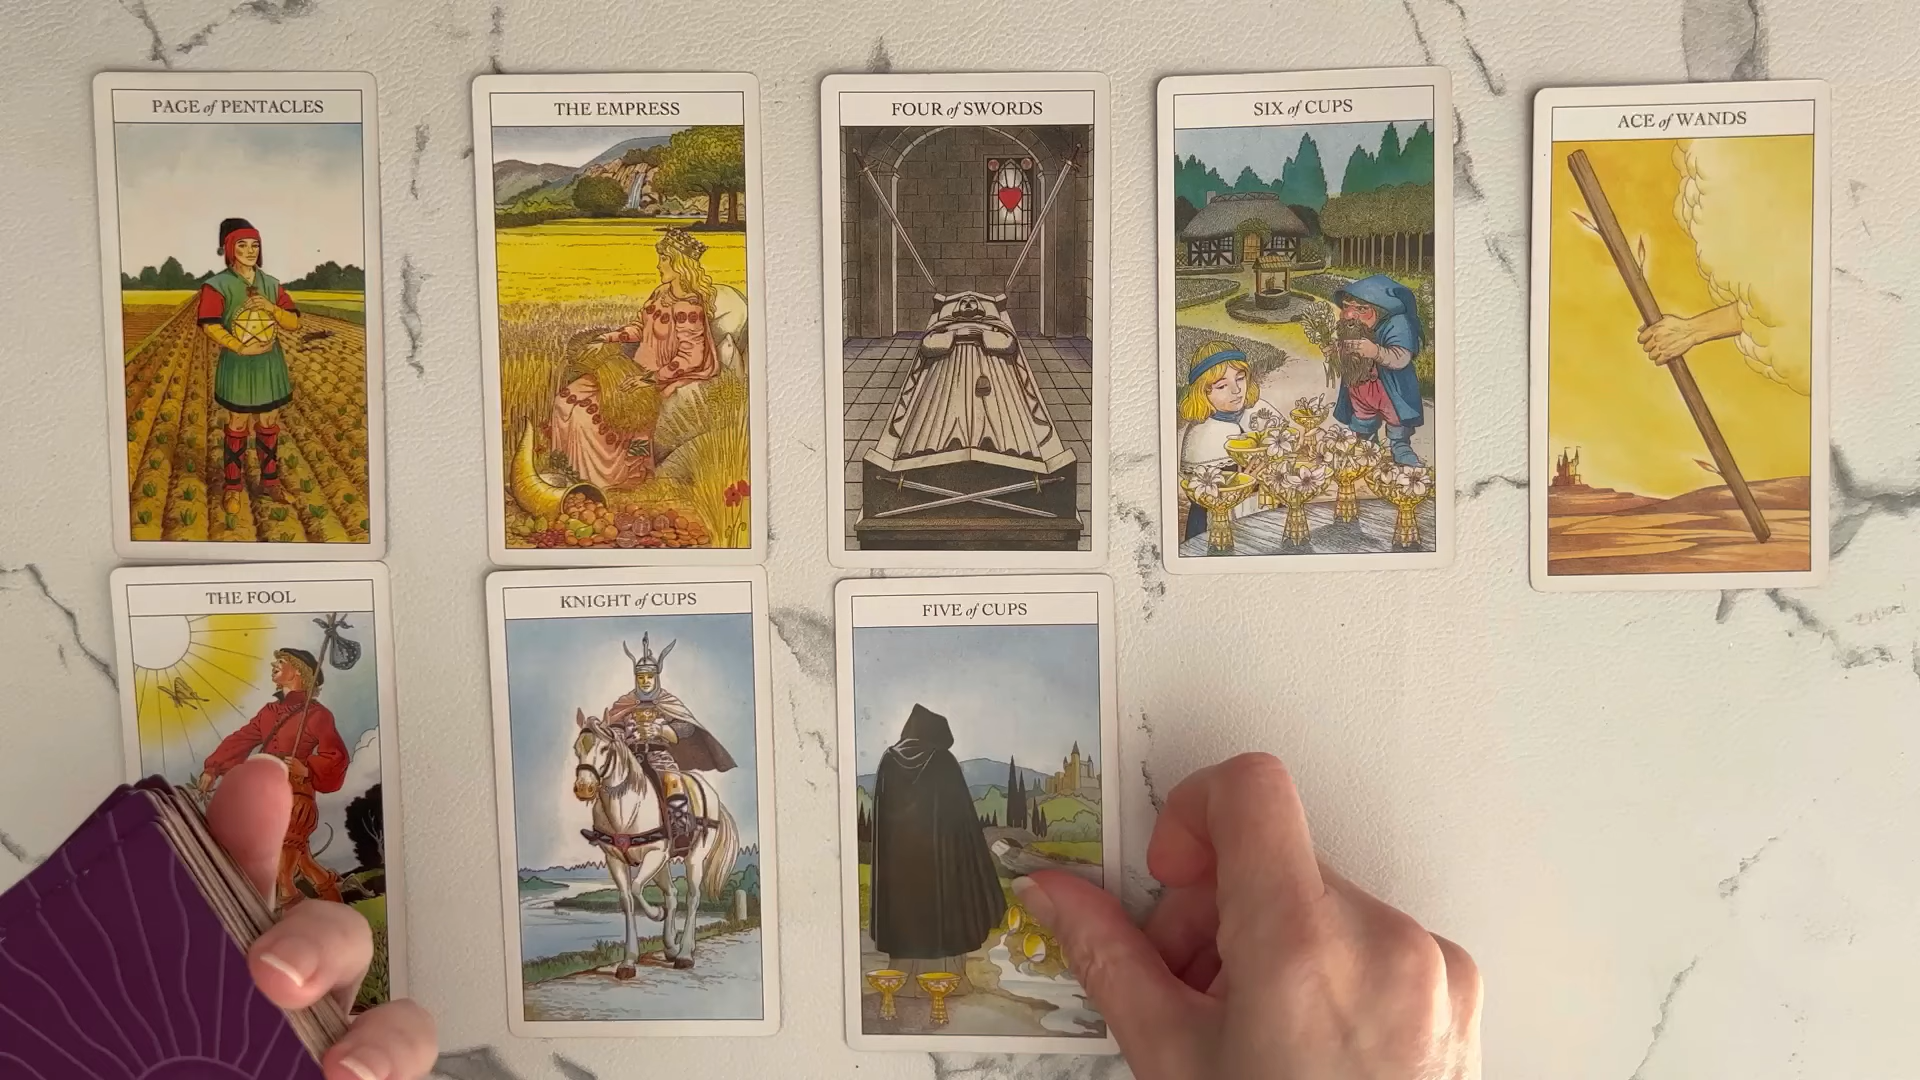 PAGE of PENTACLES
THE EMPRESS
FOUR of SWORDS
SIX of CUPS
ACE of WANDS
THE FOOL
KNIGHT of CUPS
FIVE of CUPS